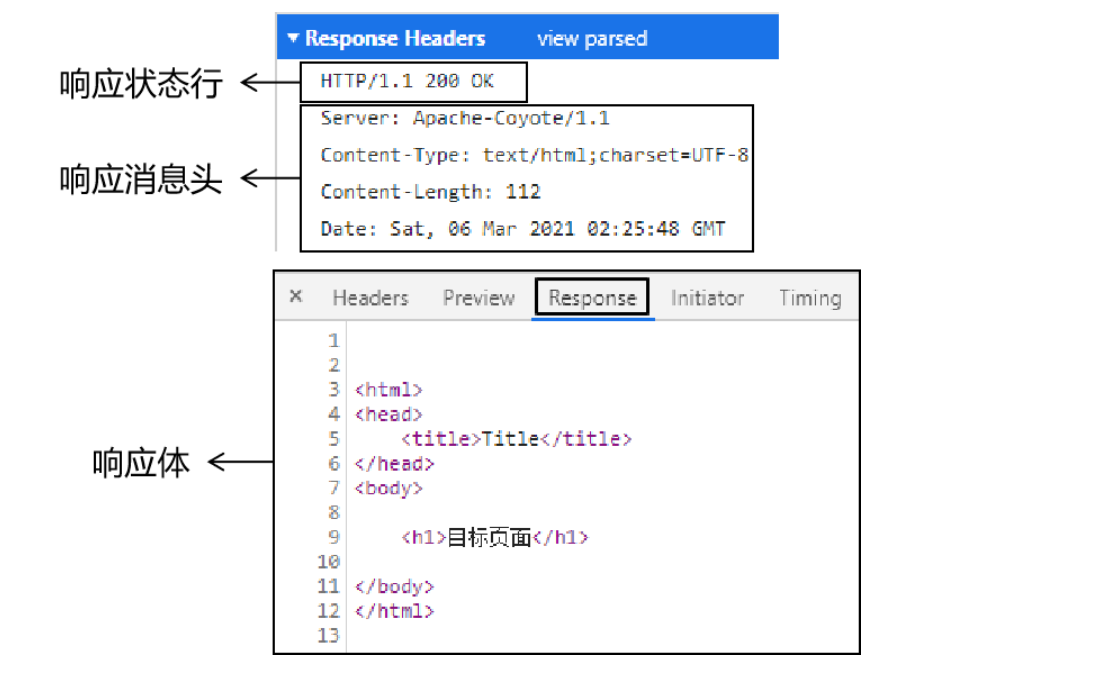 Response Headers view parsed
响应状态行
HTTP/1.1 200 OK
响应消息头
Server: Apache-Coyote/1.1
Content-Type: text/html;charset=UTF-8
Content-Length: 112
Date: Sat, 06 Mar 2021 02:25:48 GMT
× Headers Preview Response Initiator Timing
响应体
1
2
3 <html>
4 <head>
5 <title>Title</title>
6 </head>
7 <body>
8
9 <h1>目标页面</h1>
10
11 </body>
12 </html>
13